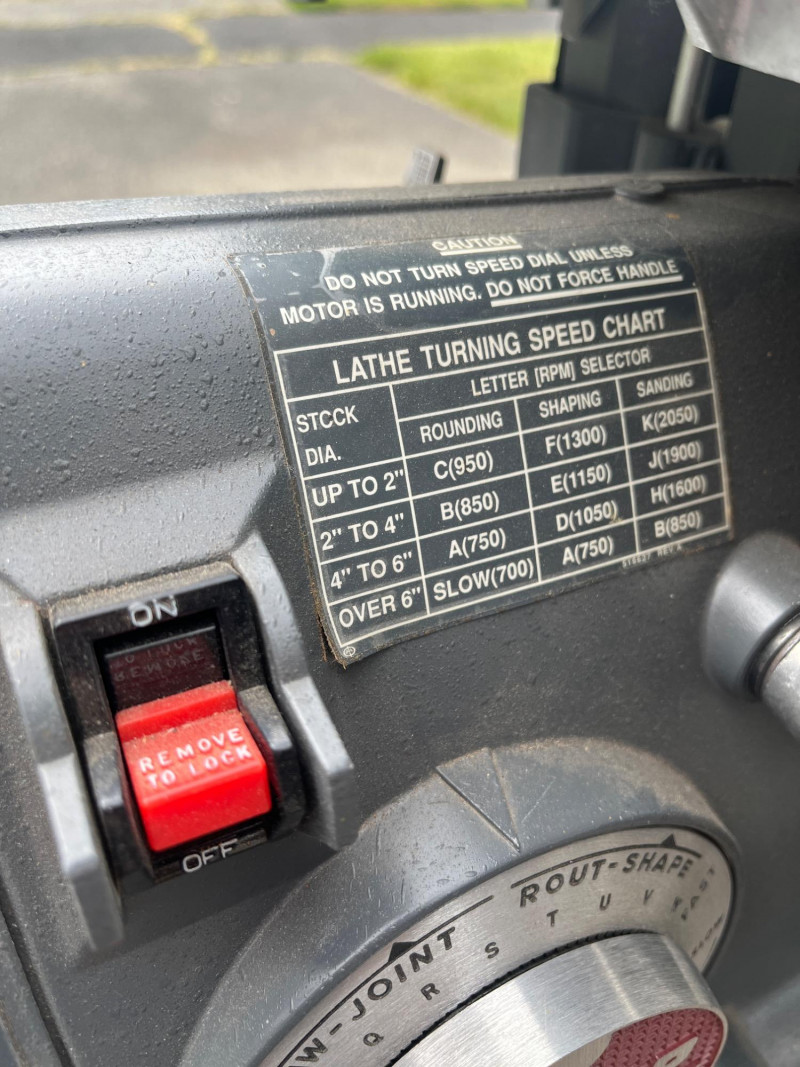 CAUTION
DO NOT TURN SPEED DIAL UNLESS
MOTOR IS RUNNING. DO NOT FORCE HANDLE
LATHE TURNING SPEED CHART
STCCK DIA. LETTER [RPM] SELECTOR
ROUNDING SHAPING SANDING
UP TO 2" C(950) F(1300) K(2050)
2" TO 4" B(850) E(1150) J(1900)
4" TO 6" A(750) D(1050) H(1600)
OVER 6" SLOW(700) A(750) B(850)
ON
REMOVE
TO LOCK
OFF
ROUT-SHAPE
W-JOINT
Q R S T U V